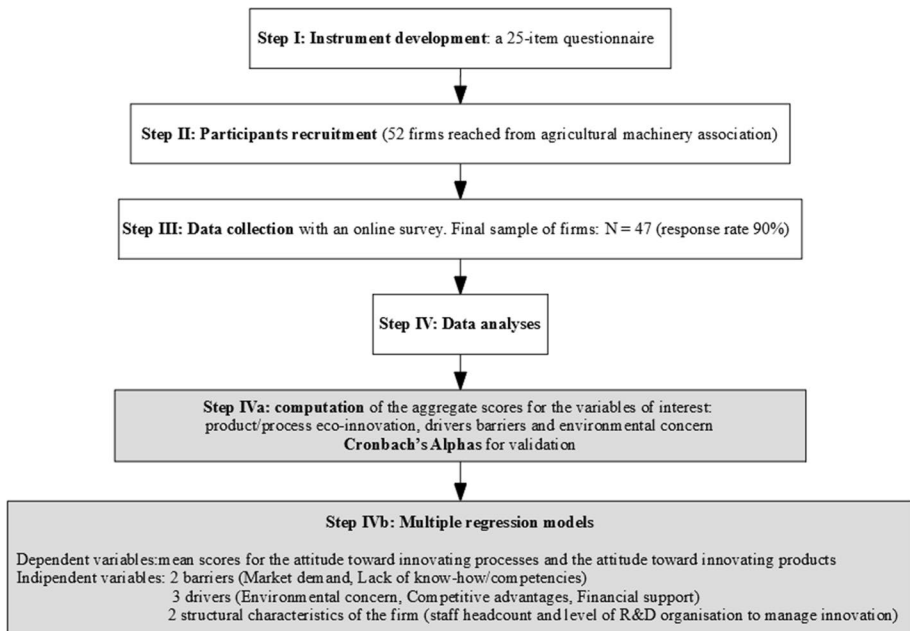 Step I: Instrument development: a 25-item questionnaire
Step II: Participants recruitment (52 firms reached from agricultural machinery association)
Step III: Data collection with an online survey. Final sample of firms: N = 47 (response rate 90%)
Step IV: Data analyses
Step IVa: computation of the aggregate scores for the variables of interest:
product/process eco-innovation, drivers barriers and environmental concern
Cronbach's Alphas for validation
Step IVb: Multiple regression models
Dependent variables:mean scores for the attitude toward innovating processes and the attitude toward innovating products
Indipendent variables: 2 barriers (Market demand, Lack of know-how/competencies)
3 drivers (Environmental concern, Competitive advantages, Financial support)
2 structural characteristics of the firm (staff headcount and level of R&D organisation to manage innovation)